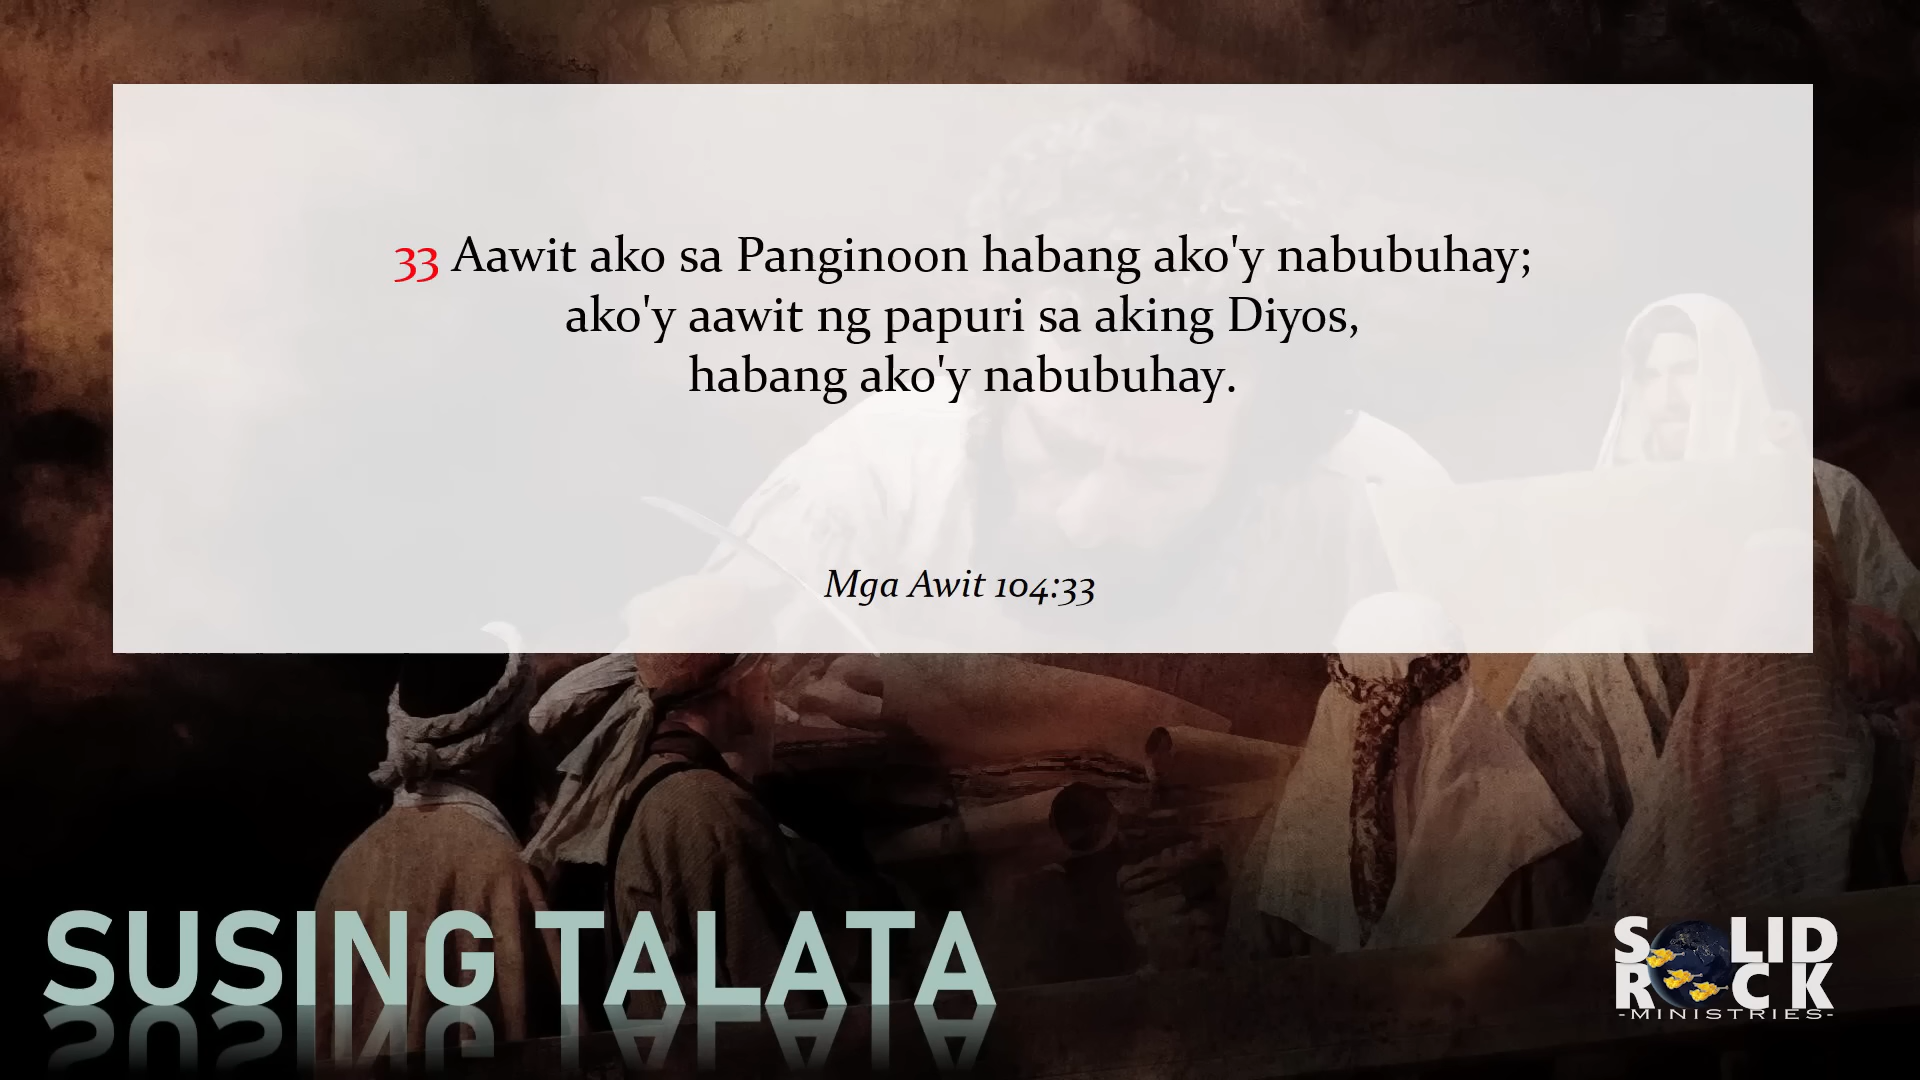 33 Aawit ako sa Panginoon habang ako'y nabubuhay;
ako'y aawit ng papuri sa aking Diyos,
habang ako'y nabubuhay.
Mga Awit 104:33
SUSING TALATA
SOLID
ROCK
-MINISTRIES-